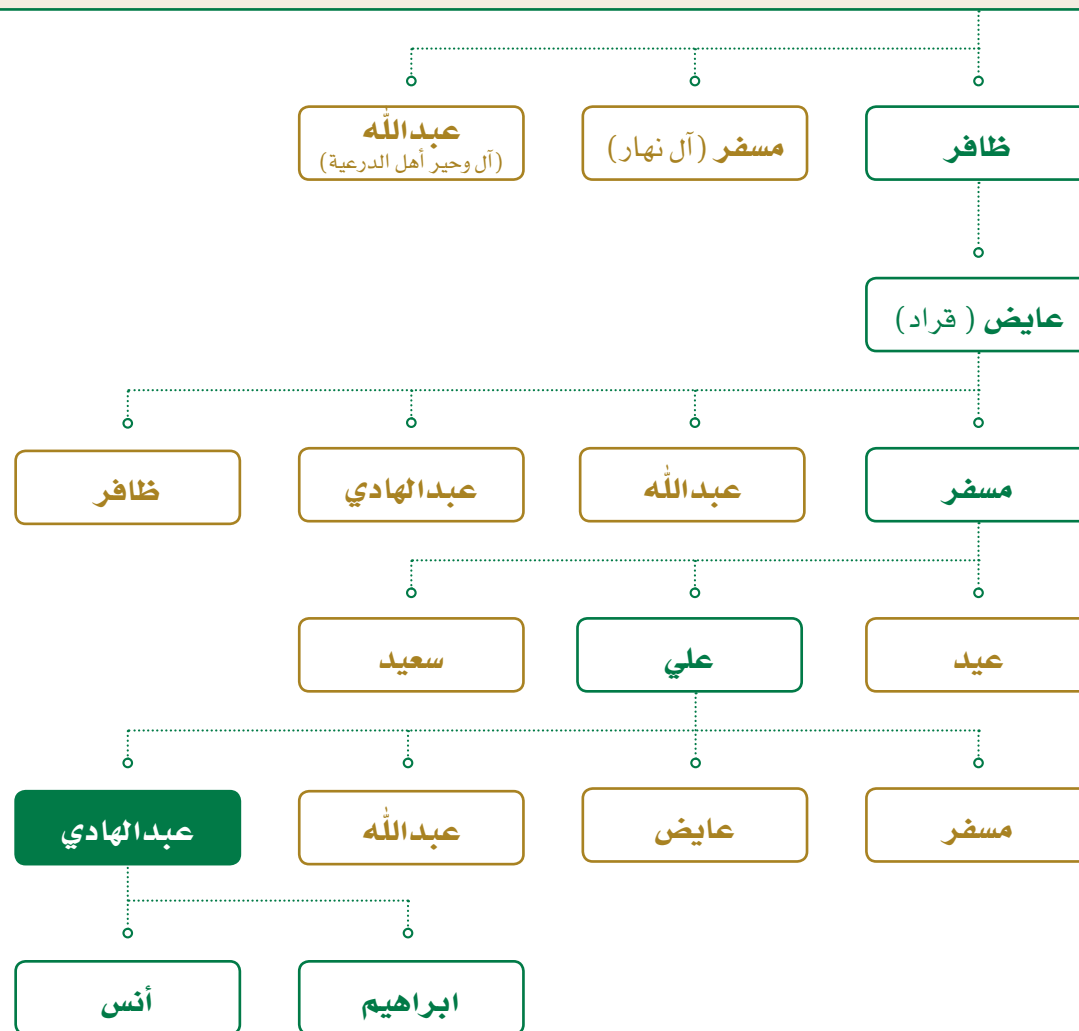 ظافر
مسفر (آل نهار)
عبدالله
(آل وحير أهل الدرعية)
عايض ( قراد)
مسفر
عبدالله
عبدالهادي
ظافر
عيد
علي
سعيد
مسفر
عايض
عبدالله
عبدالهادي
ابراهيم
أنس